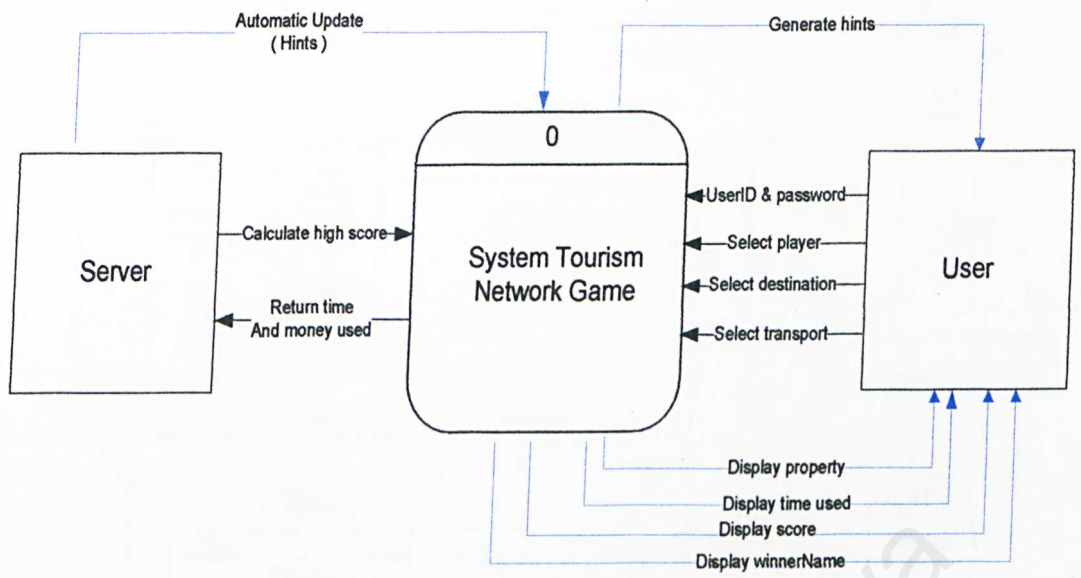 Automatic Update
( Hints )
Generate hints
0
UserID & password
Select player
Select destination
Select transport
Calculate high score
Return time
And money used
Server
System Tourism
Network Game
User
Display property
Display time used
Display score
Display winnerName